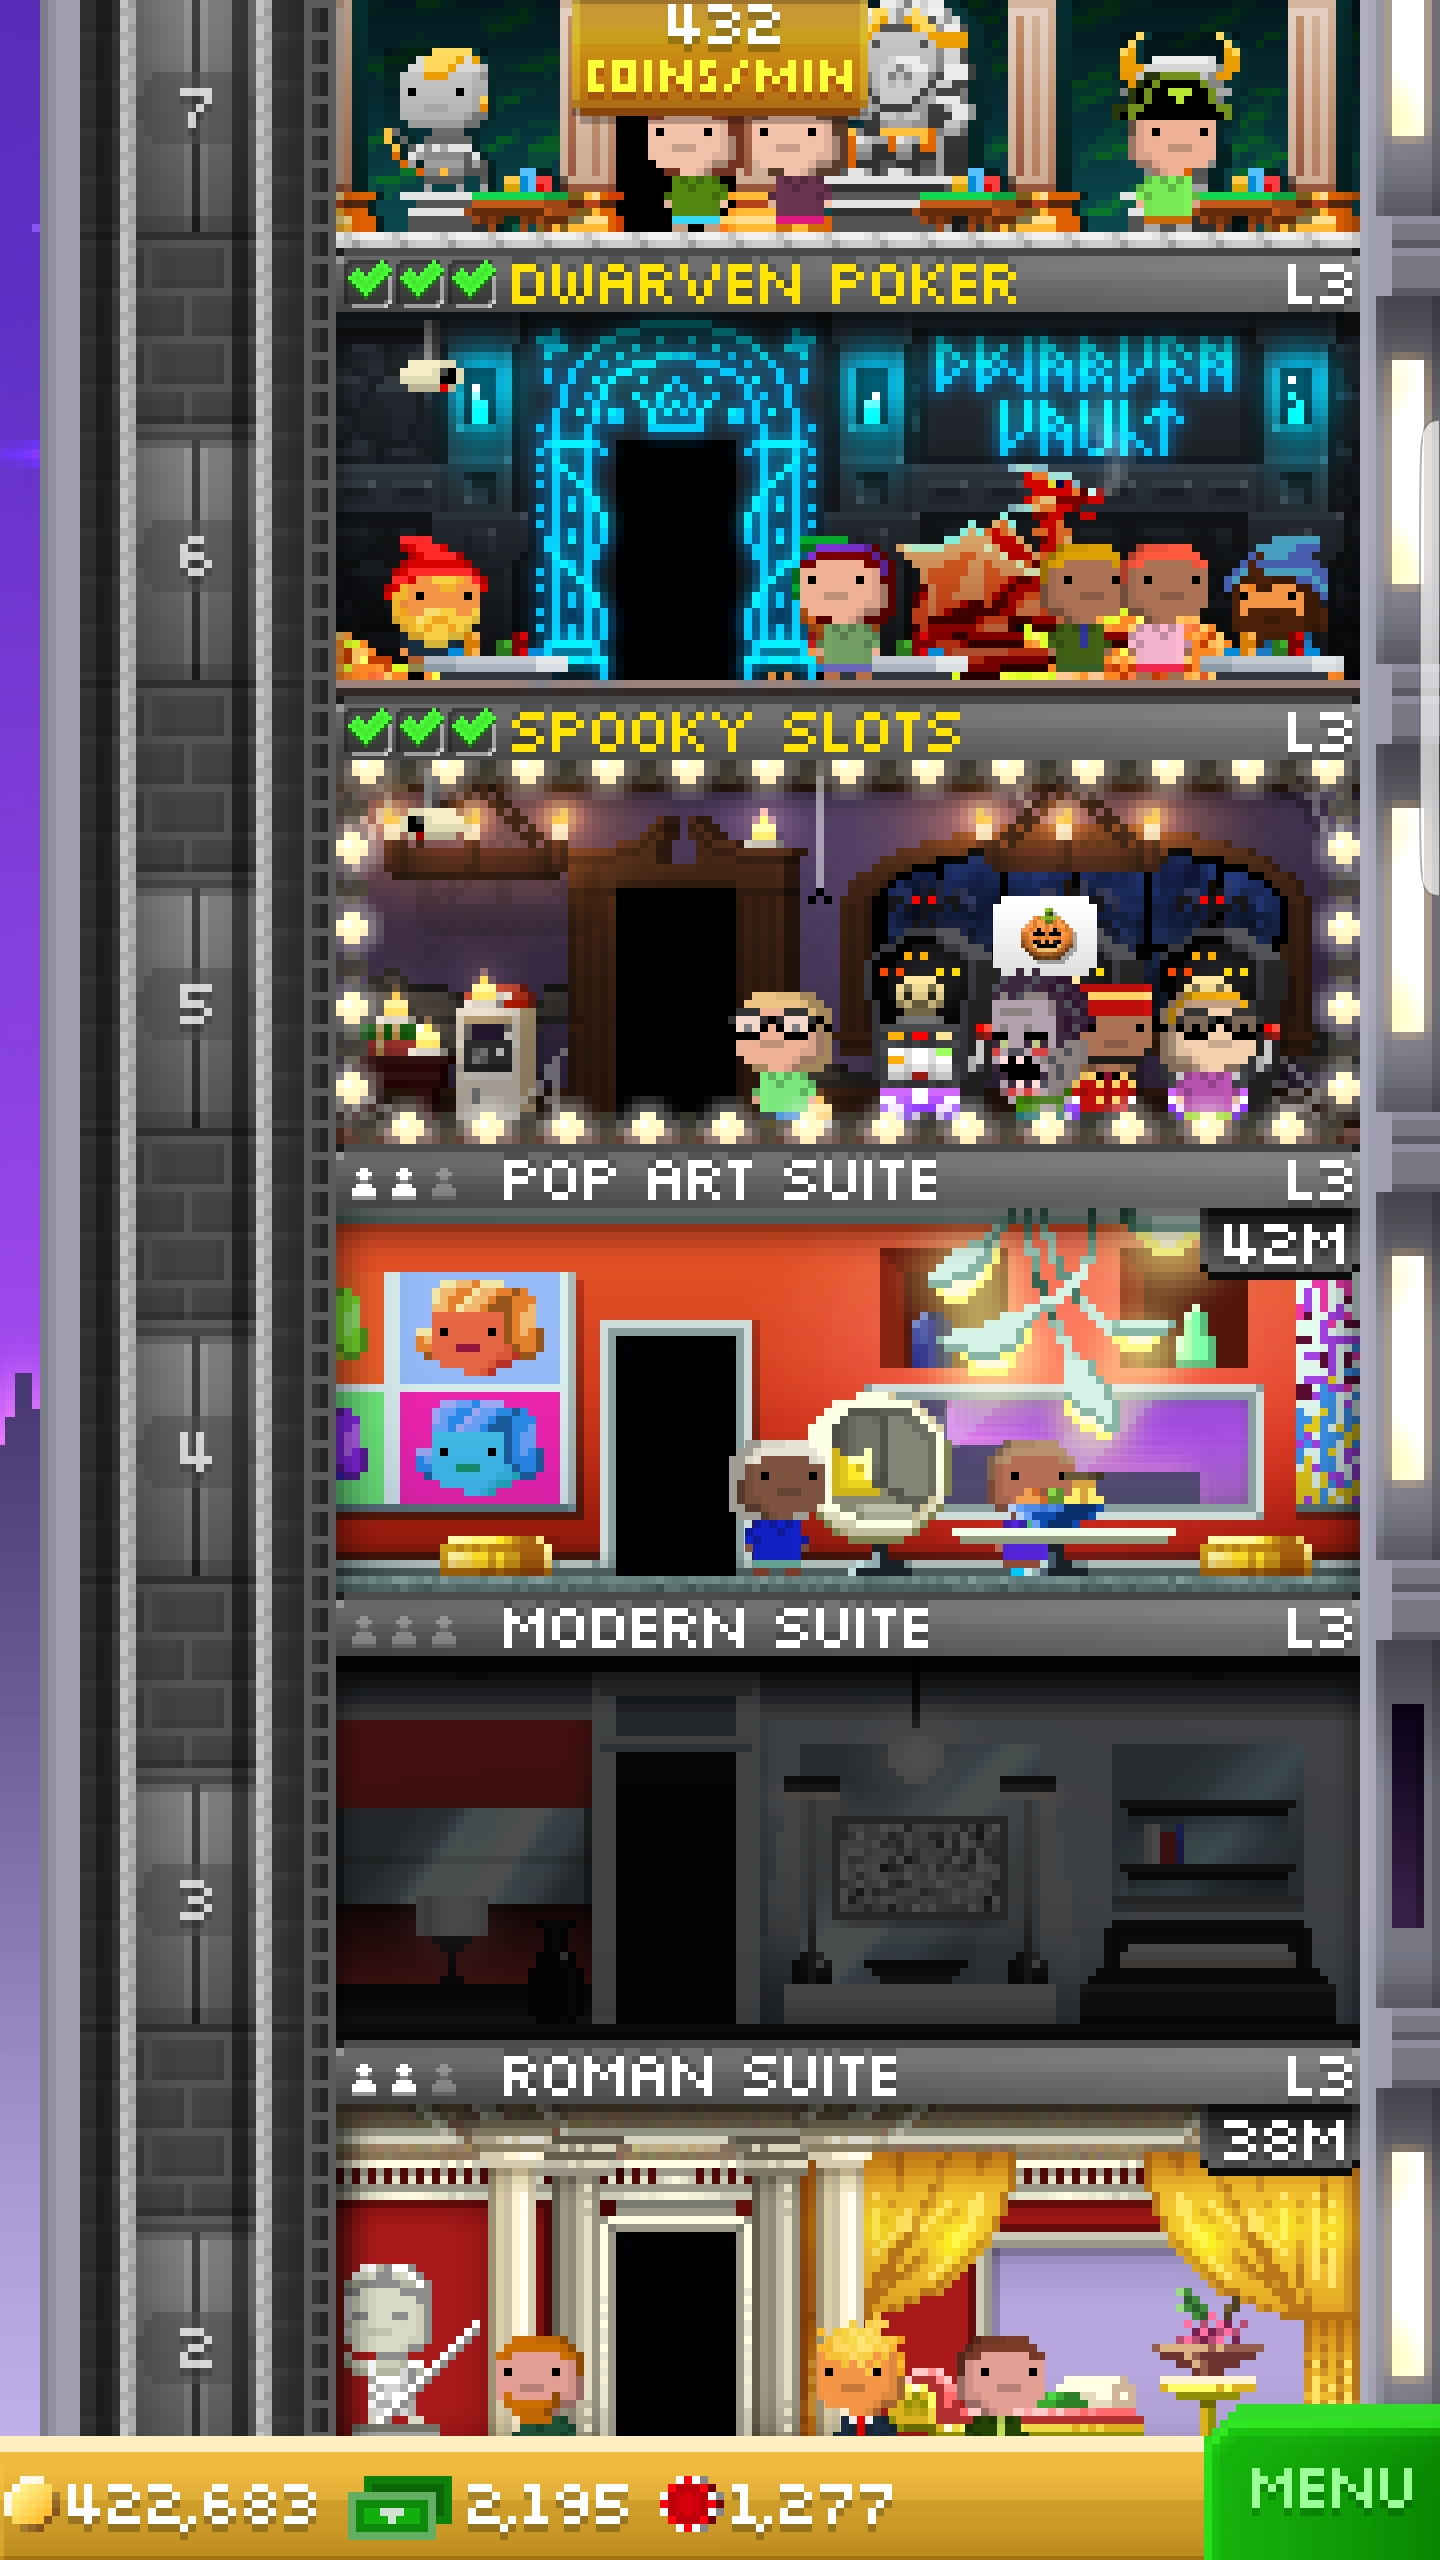 432
COINS/MIN
7
DWARVEN POKER L3
DWARVEN
VAULT
6
SPOOKY SLOTS L3
5
POP ART SUITE L3
42M
4
MODERN SUITE L3
3
ROMAN SUITE L3
38M
2
422,683 2,195 1,277 MENU